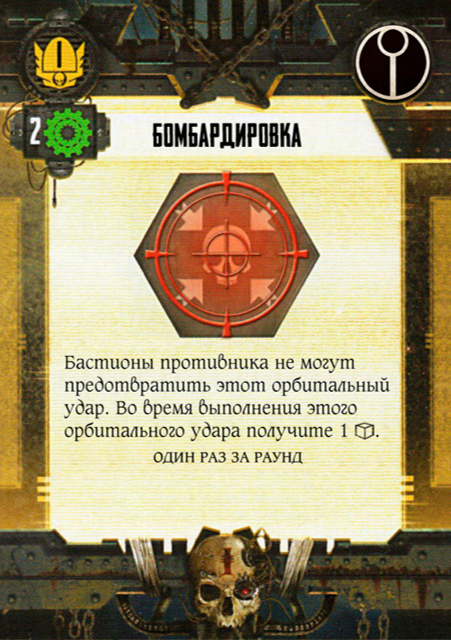 2
БОМБАРДИРОВКА
Бастионы противника не могут
предотвратить этот орбитальный
удар. Во время выполнения этого
орбитального удара получите 1 .
ОДИН РАЗ ЗА РАУНД